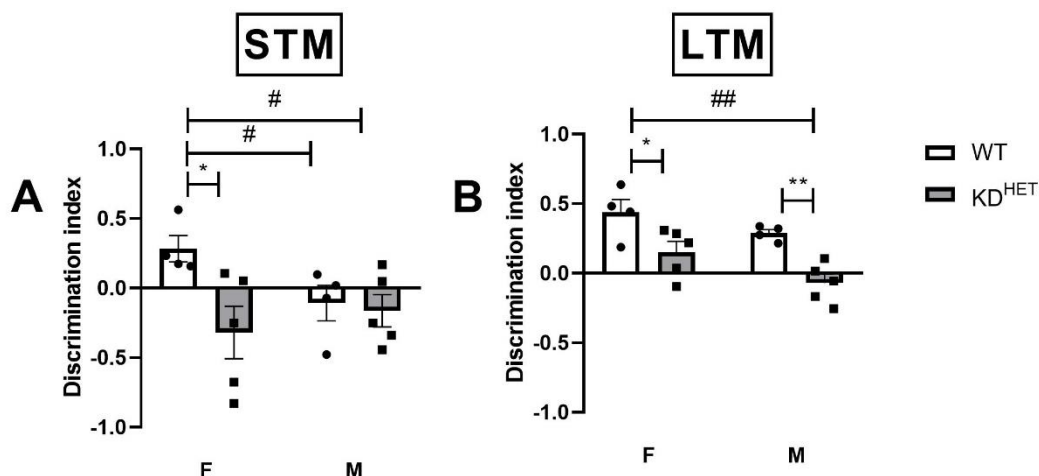 STM
LTM
#
#
*
##
*
**
WT
KD^HET
A
Discrimination index
1.0
0.5
0.0
-0.5
-1.0
F
M
B
Discrimination index
1.0
0.5
0.0
-0.5
-1.0
F
M